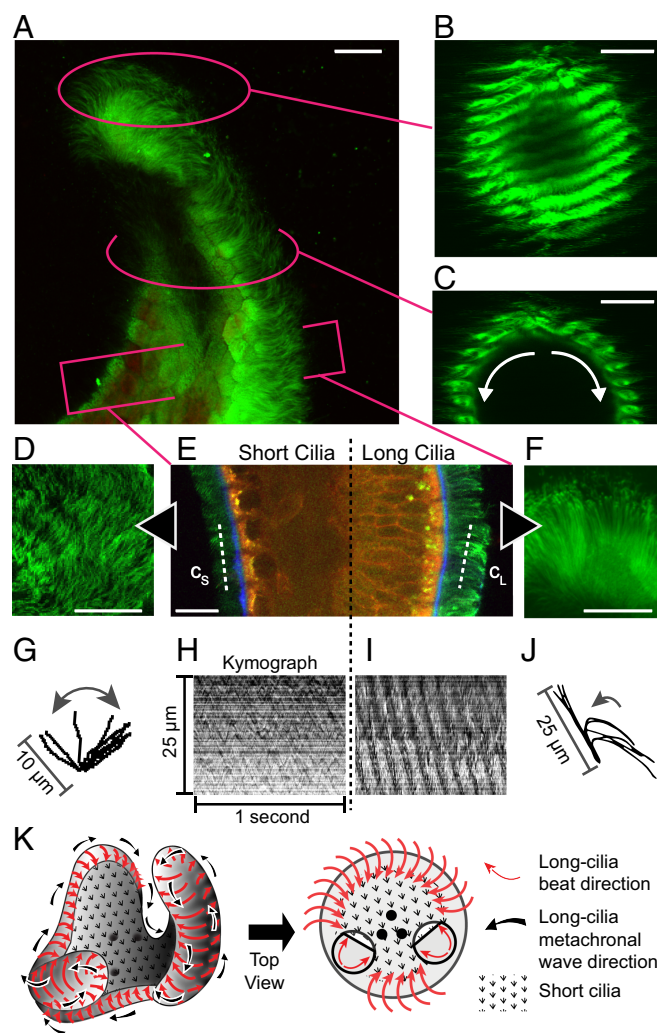 A
B
C
D
E
Short Cilia
Long Cilia
F
cS
cL
G
H
Kymograph
I
J
10 µm
25 µm
25 µm
1 second
K
Top
View
Long-cilia
beat direction
Long-cilia
metachronal
wave direction
Short cilia